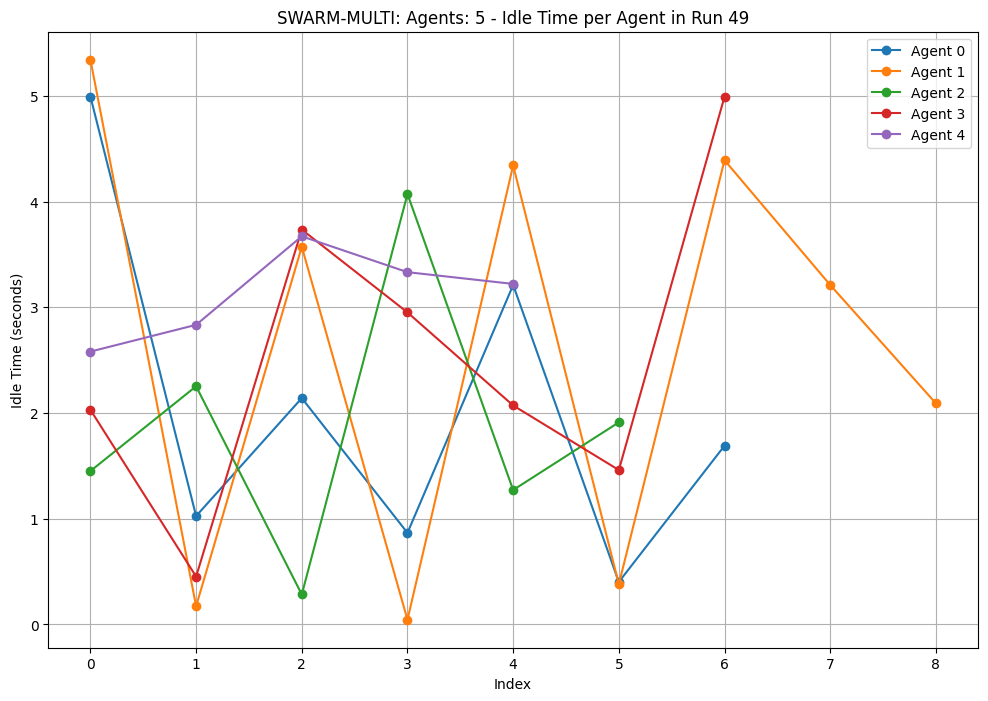 SWARM-MULTI: Agents: 5 - Idle Time per Agent in Run 49
Agent 0
Agent 1
Agent 2
Agent 3
Agent 4
Idle Time (seconds)
5
4
3
2
1
0
0 1 2 3 4 5 6 7 8
Index